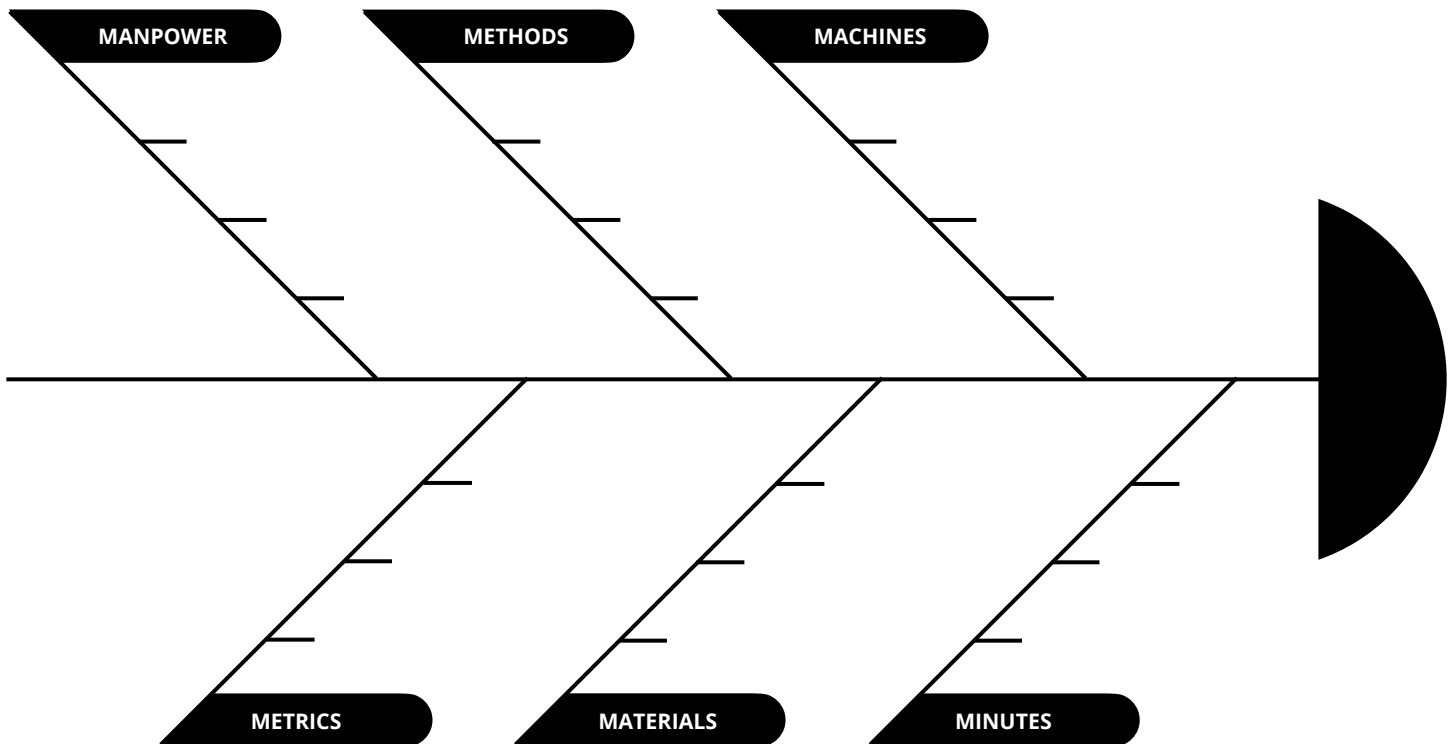 MANPOWER
METHODS
MACHINES
METRICS
MATERIALS
MINUTES